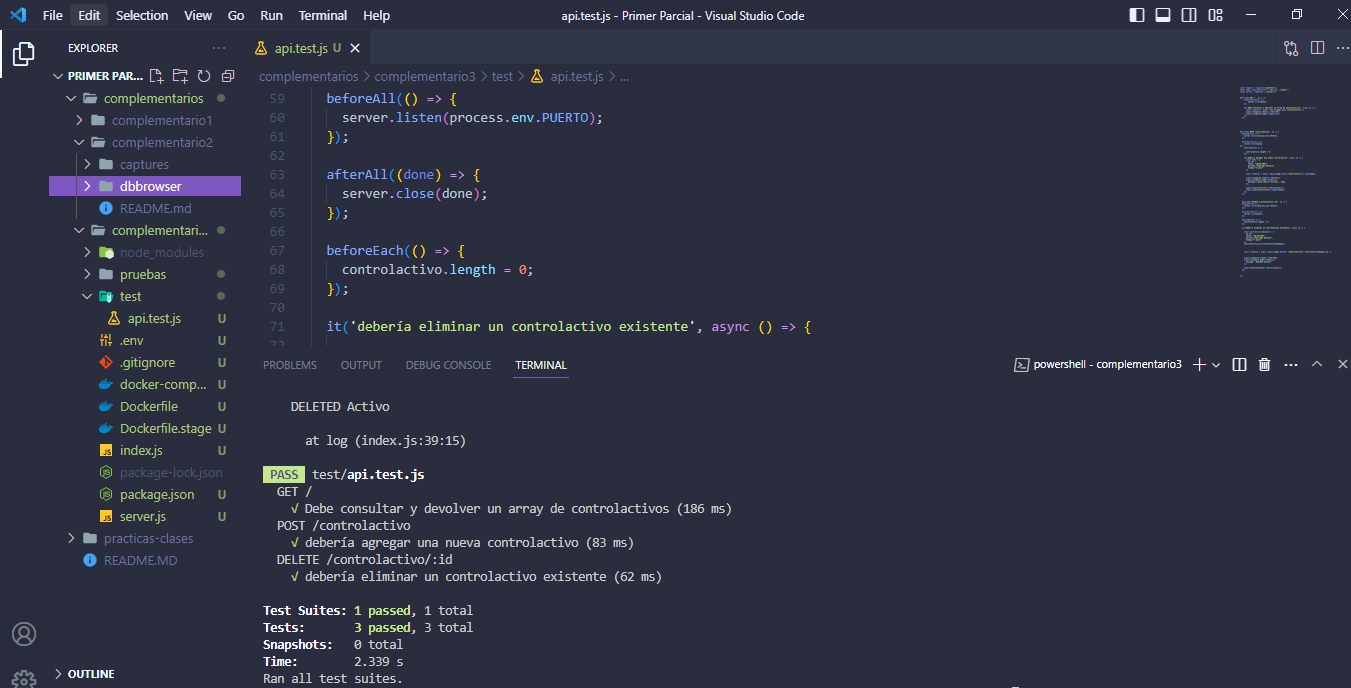 File Edit Selection View Go Run Terminal Help
api.test.js - Primer Parcial - Visual Studio Code
EXPLORER
PRIMER PAR...
complementarios
complementario1
complementario2
captures
dbbrowser
README.md
complementari...
node_modules
pruebas
test
api.test.js U
.env U
.gitignore U
docker-comp... U
Dockerfile U
Dockerfile.stage U
index.js U
package-lock.json
package.json U
server.js U
practicas-clases
README.MD
OUTLINE
api.test.js U
complementarios > complementario3 > test > api.test.js > ...
59 beforeAll(() => {
60 server.listen(process.env.PUERTO);
61 });
62
63 afterAll((done) => {
64 server.close(done);
65 });
66
67 beforeEach(() => {
68 controlactivo.length = 0;
69 });
70
71 it('debería eliminar un controlactivo existente', async () => {
72
PROBLEMS OUTPUT DEBUG CONSOLE TERMINAL
powershell - complementario3
DELETED Activo
at log (index.js:39:15)
PASS test/api.test.js
GET /
√ Debe consultar y devolver un array de controlactivos (186 ms)
POST /controlactivo
√ debería agregar una nueva controlactivo (83 ms)
DELETE /controlactivo/:id
√ debería eliminar un controlactivo existente (62 ms)
Test Suites: 1 passed, 1 total
Tests: 3 passed, 3 total
Snapshots: 0 total
Time: 2.339 s
Ran all test suites.